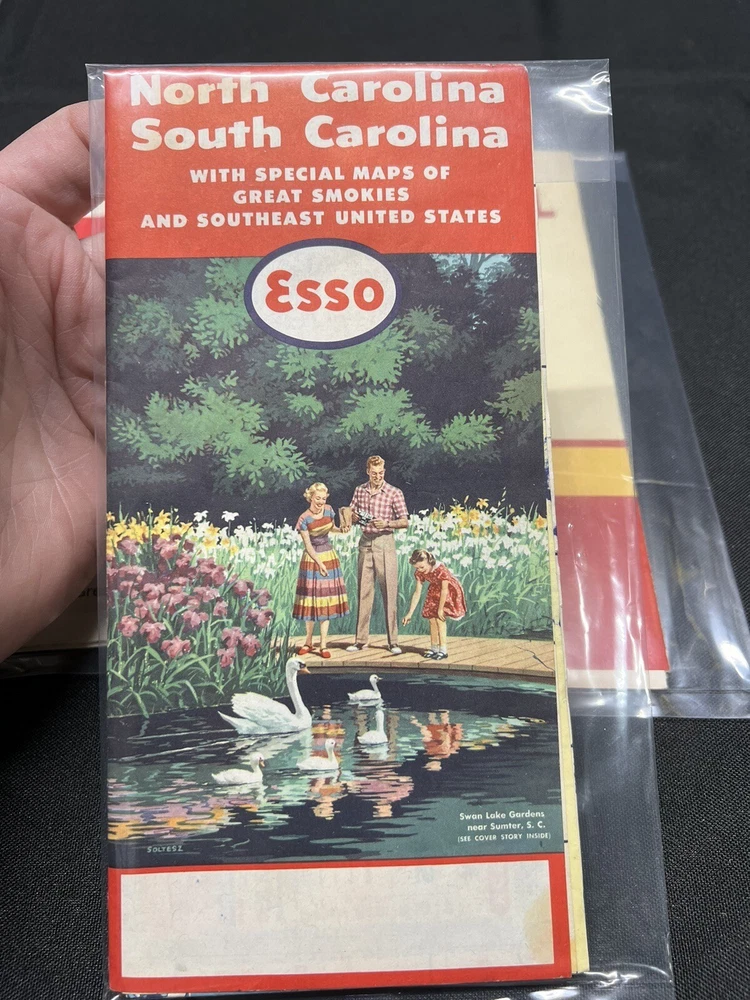 North Carolina
South Carolina
WITH SPECIAL MAPS OF
GREAT SMOKIES
AND SOUTHEAST UNITED STATES
Esso
Swan Lake Gardens
near Sumter, S. C.
(SEE COVER STORY INSIDE)
SOLTESZ